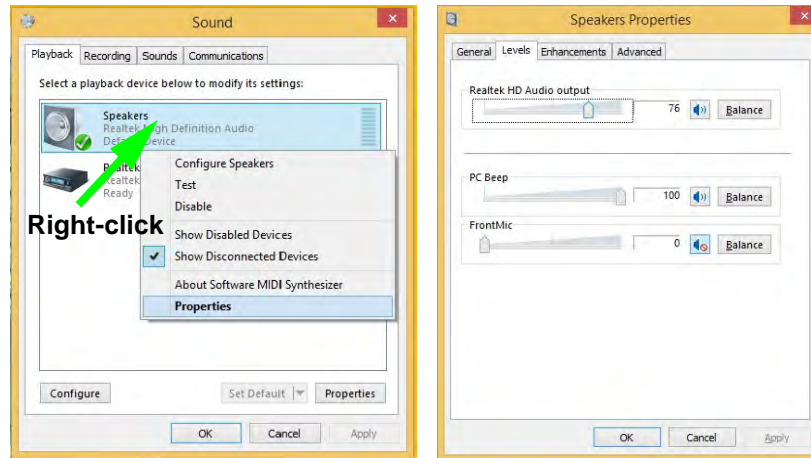 Sound
Playback Recording Sounds Communications
Select a playback device below to modify its settings:
Speakers
Realtek High Definition Audio
Default Device
Realtek
Realtek
Ready
Right-click
Configure Speakers
Test
Disable
Show Disabled Devices
Show Disconnected Devices
About Software MIDI Synthesizer
Properties
Configure
Set Default
Properties
OK
Cancel
Apply
Speakers Properties
General Levels Enhancements Advanced
Realtek HD Audio output
76
Balance
PC Beep
100
Balance
FrontMic
0
Balance
OK
Cancel
Apply